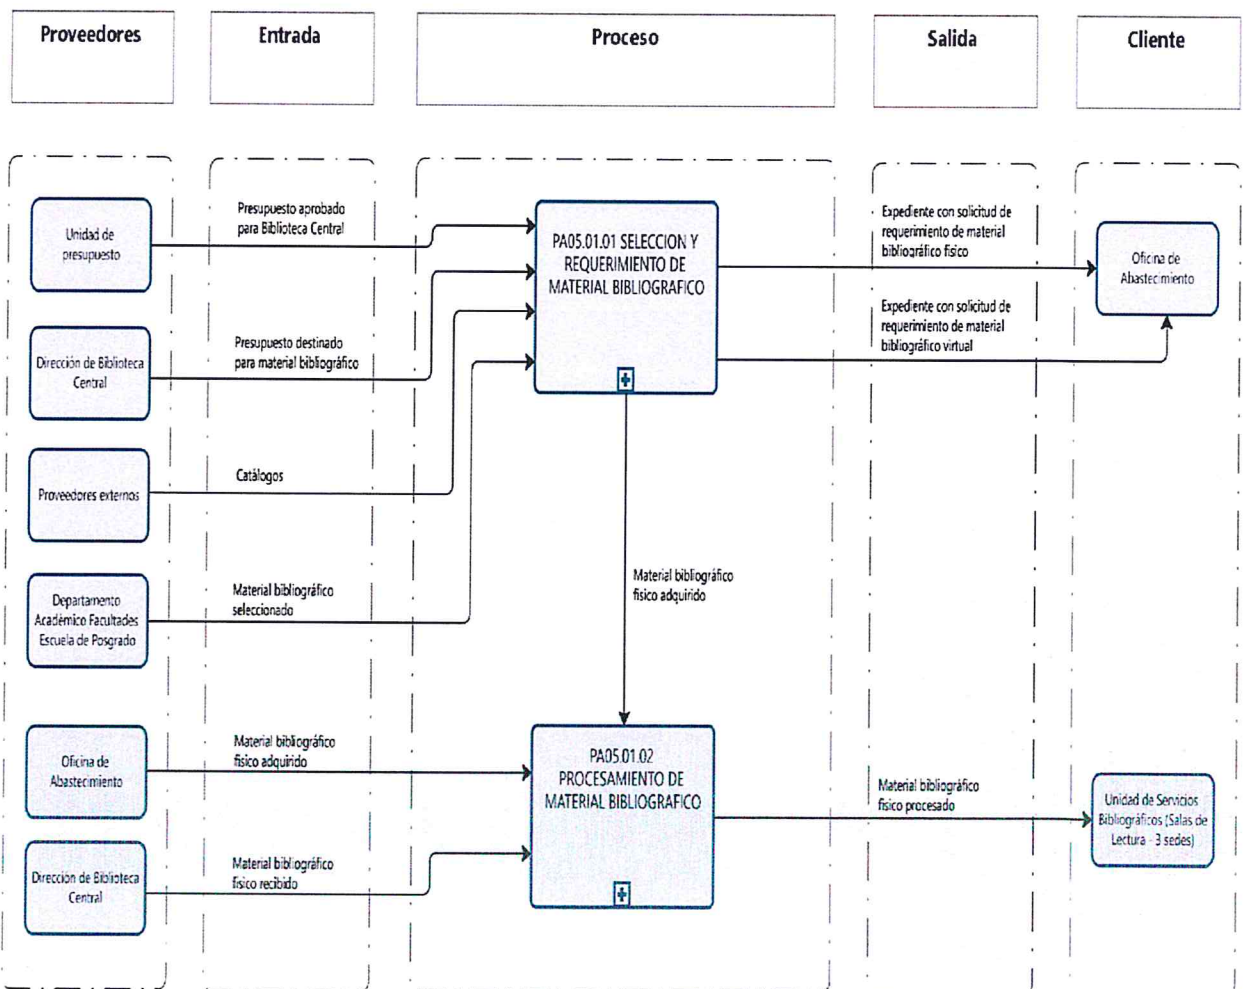 Proveedores
Entrada
Proceso
Salida
Cliente
Unidad de
presupuesto
Presupuesto aprobado
para Biblioteca Central
PA05.01.01 SELECCION Y
REQUERIMIENTO DE
MATERIAL BIBLIOGRAFICO
Expediente con solicitud de
requerimiento de material
bibliográfico fisico
Oficina de
Abastecimiento
Dirección de Biblioteca
Central
Presupuesto destinado
para material bibliográfico
Expediente con solicitud de
requerimiento de material
bibliográfico virtual
Proveedores externos
Catálogos
Departamento
Académico Facultades
Escuela de Posgrado
Material bibliográfico
seleccionado
Material bibliográfico
fisico adquirido
Oficina de
Abastecimiento
Material bibliográfico
fisico adquirido
PA05.01.02
PROCESAMIENTO DE
MATERIAL BIBLIOGRAFICO
Material bibliográfico
fisico procesado
Unidad de Servicios
Bibliográficos (Salas de
Lectura - 3 sedes)
Dirección de Biblioteca
Central
Material bibliográfico
fisico recibido